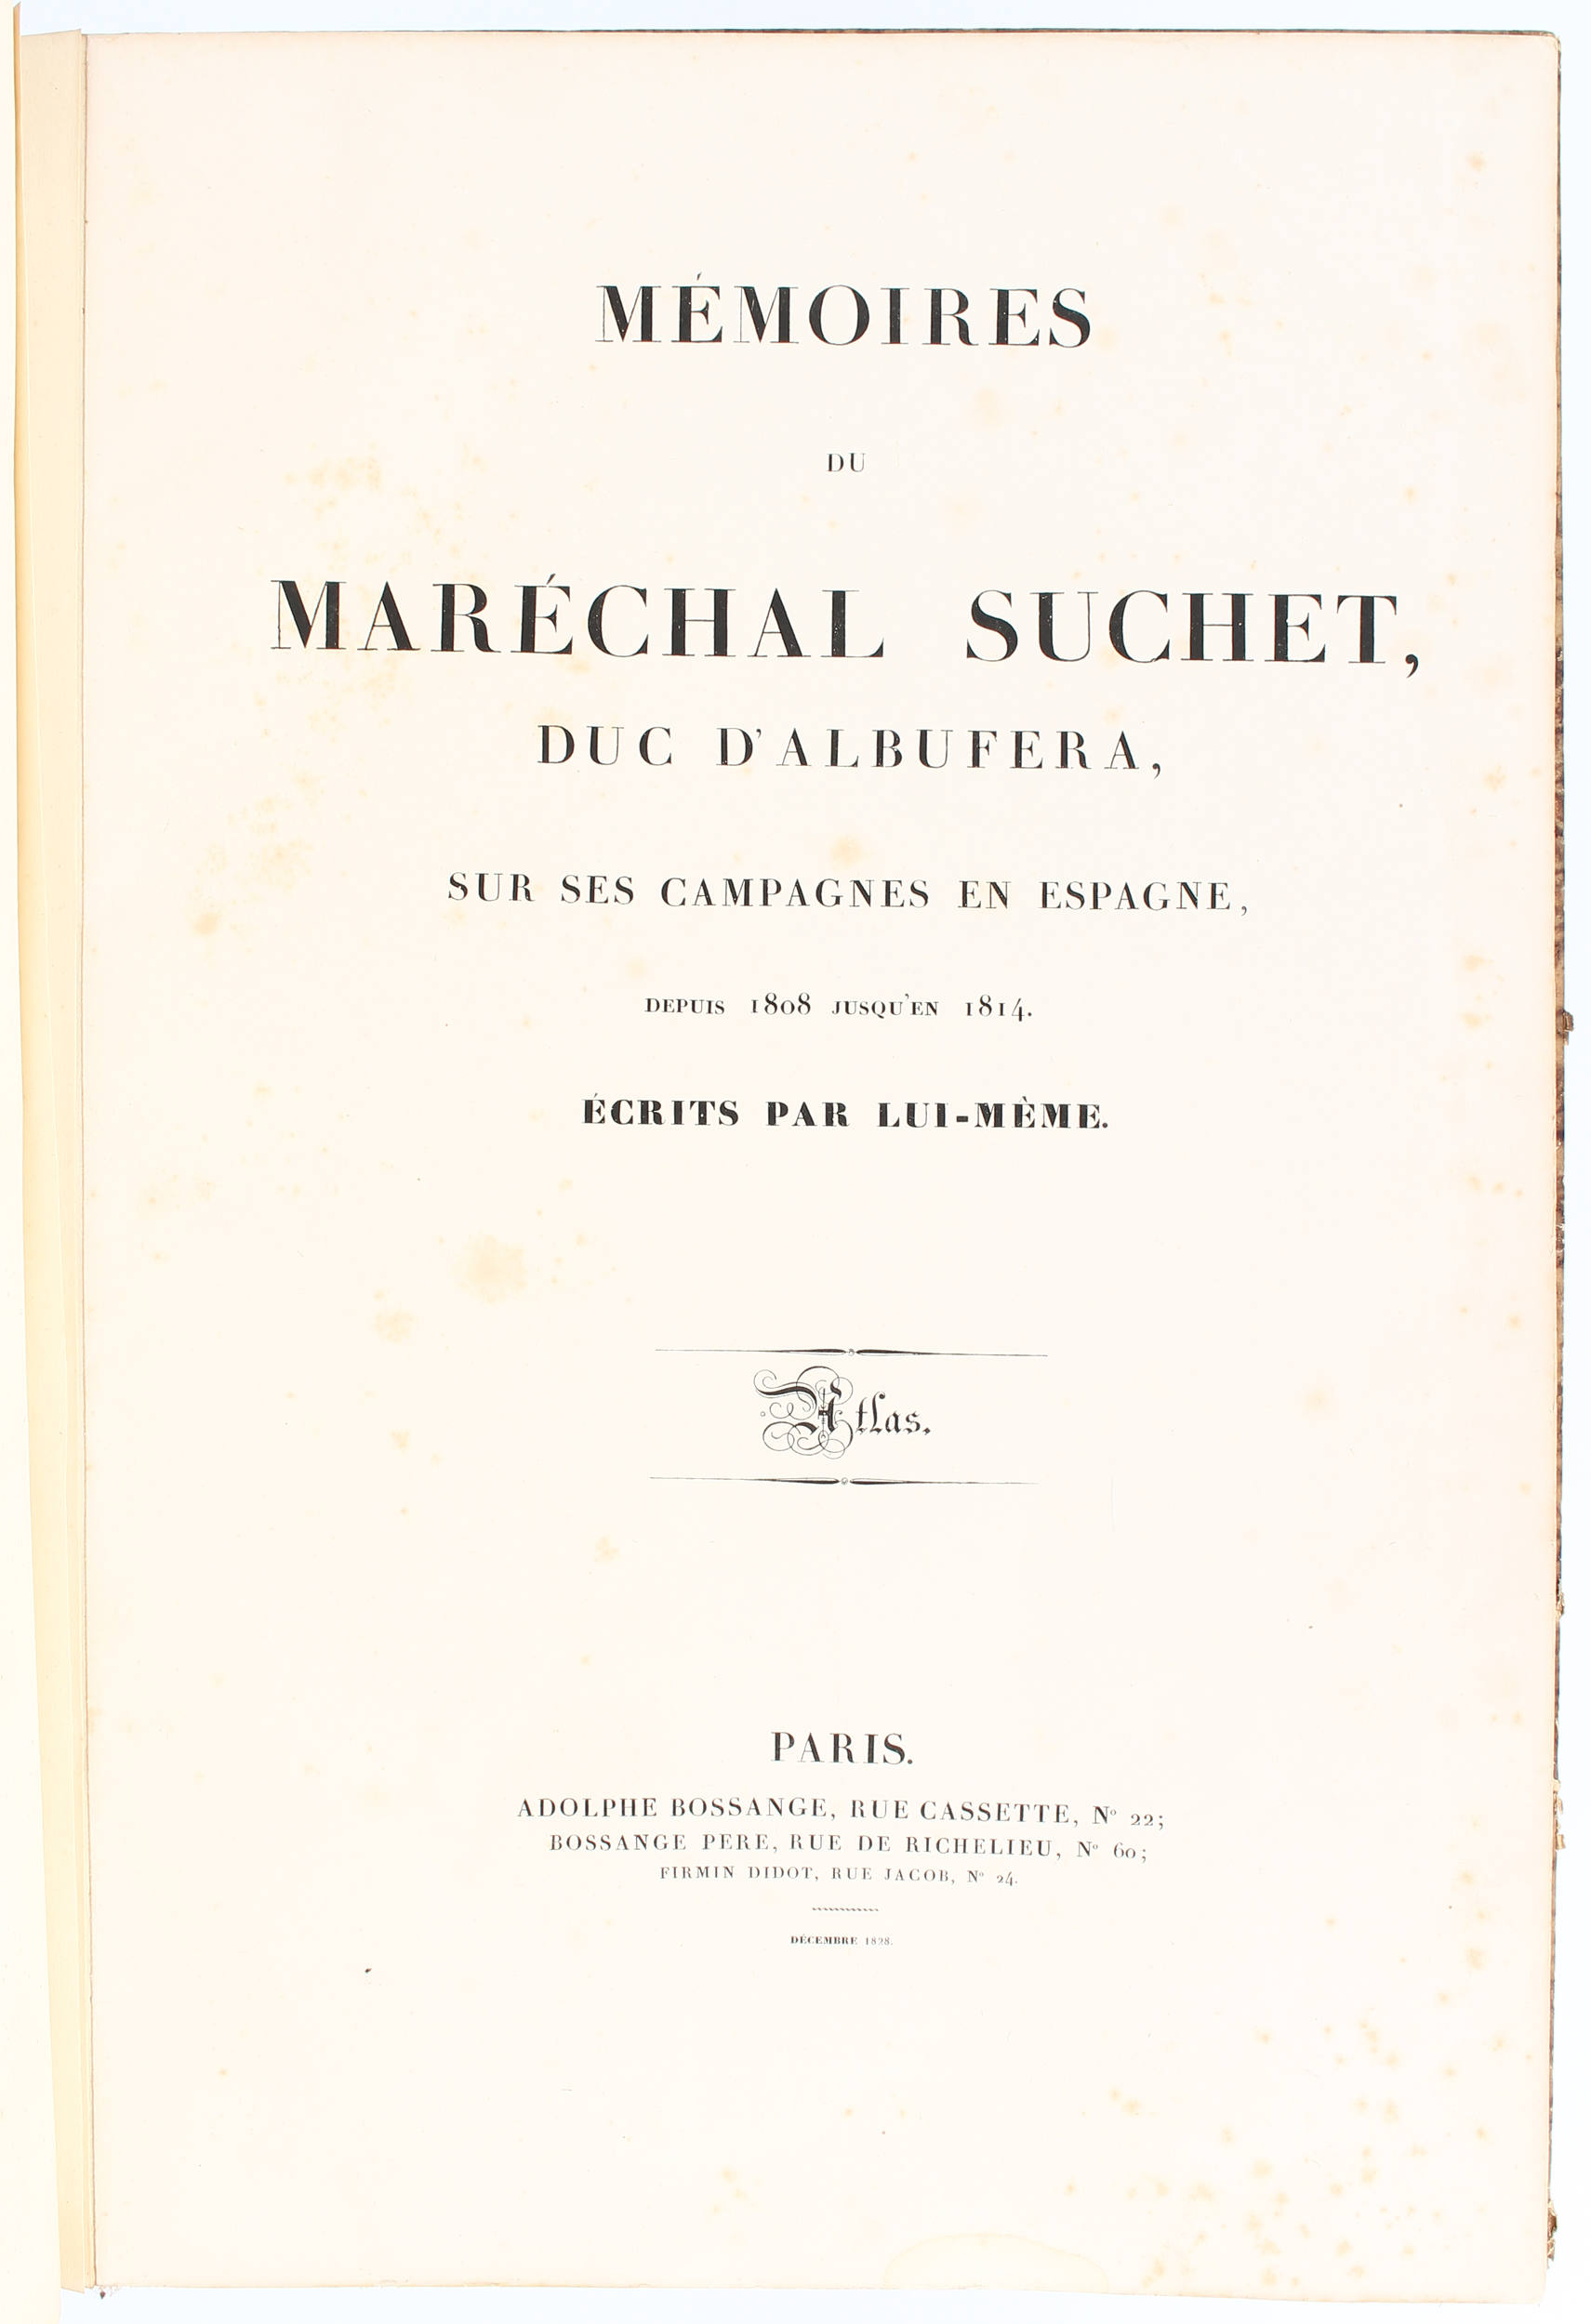 MÉMOIRES
DU
MARÉCHAL SUCHET,
DUC D'ALBUFERA,
SUR SES CAMPAGNES EN ESPAGNE,
DEPUIS 1808 JUSQU'EN 1814.
ÉCRITS PAR LUI-MÊME.
Atlas.
PARIS.
ADOLPHE BOSSANGE, RUE CASSETTE, N° 22;
BOSSANGE PERE, RUE DE RICHELIEU, N° 60;
FIRMIN DIDOT, RUE JACOB, N° 24.
DÉCEMBRE 1828.